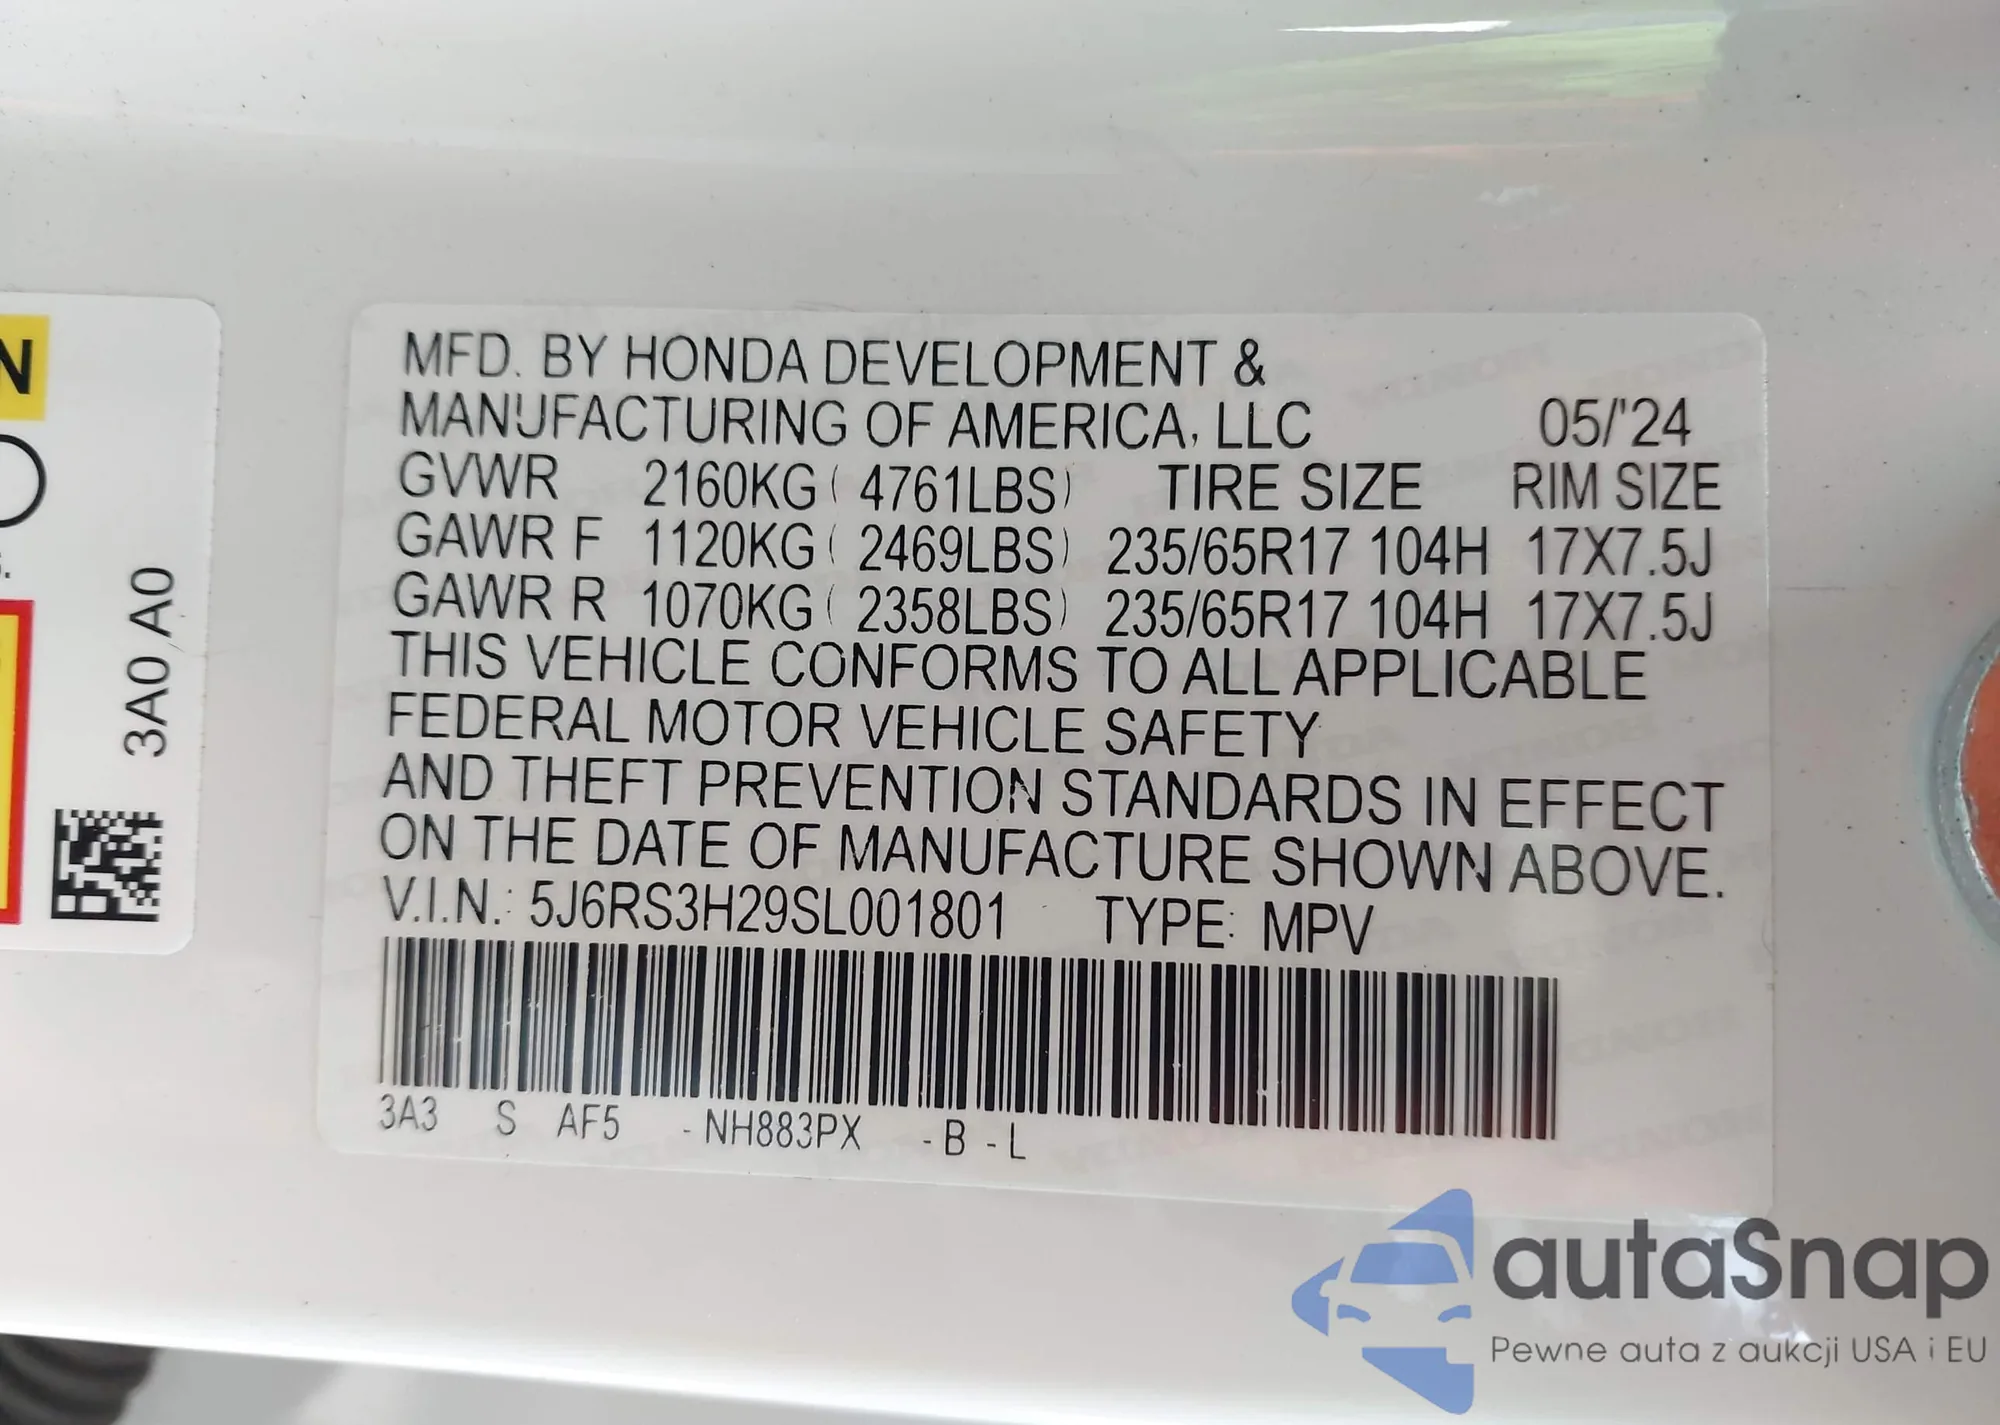 MFD. BY HONDA DEVELOPMENT &
MANUFACTURING OF AMERICA, LLC 05/'24
GVWR 2160KG ( 4761LBS) TIRE SIZE RIM SIZE
GAWR F 1120KG ( 2469LBS) 235/65R17 104H 17X7.5J
GAWR R 1070KG ( 2358LBS) 235/65R17 104H 17X7.5J
THIS VEHICLE CONFORMS TO ALL APPLICABLE
FEDERAL MOTOR VEHICLE SAFETY
AND THEFT PREVENTION STANDARDS IN EFFECT
ON THE DATE OF MANUFACTURE SHOWN ABOVE.
V.I.N.: 5J6RS3H29SL001801 TYPE: MPV
3A3 S AF5 - NH883PX - B - L
N
3A0 A0
autaSnap
Pewne auta z aukcji USA i EU